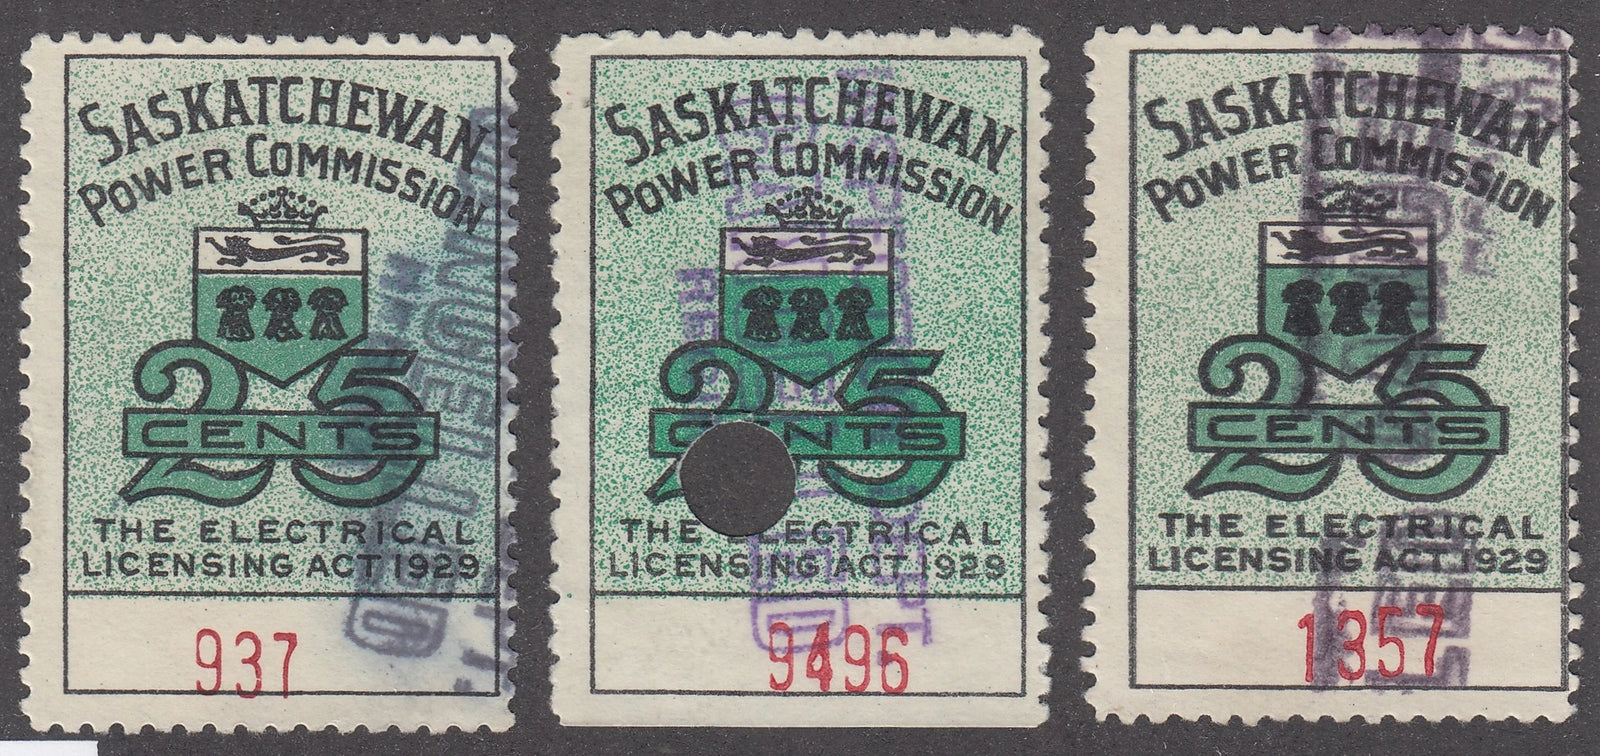 SASKATCHEWAN
POWER COMMISSION
25
CENTS
THE ELECTRICAL
LICENSING ACT 1929
937
SASKATCHEWAN
POWER COMMISSION
25
CENTS
THE ELECTRICAL
LICENSING ACT 1929
9496
SASKATCHEWAN
POWER COMMISSION
25
CENTS
THE ELECTRICAL
LICENSING ACT 1929
1357